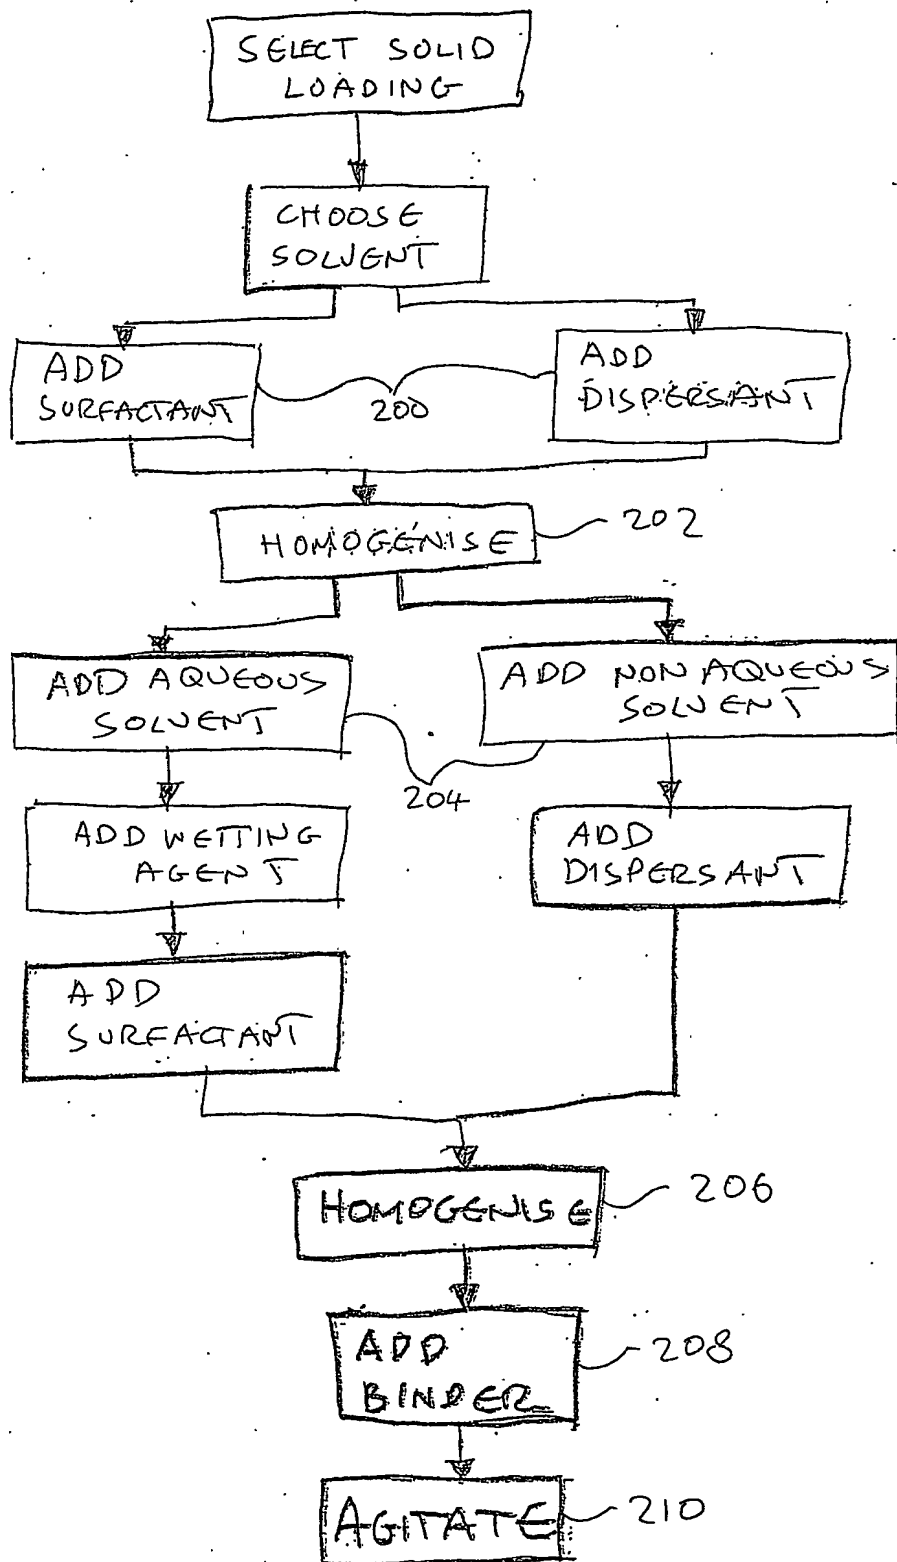 SELECT SOLID
LOADING
CHOOSE
SOLVENT
ADD
SURFACTANT
200
ADD
DISPERSANT
HOMOGENISE
202
ADD AQUEOUS
SOLVENT
ADD NON AQUEOUS
SOLVENT
204
ADD WETTING
AGENT
ADD
DISPERSANT
ADD
SURFACTANT
HOMOGENISE
206
ADD
BINDER
208
AGITATE
210